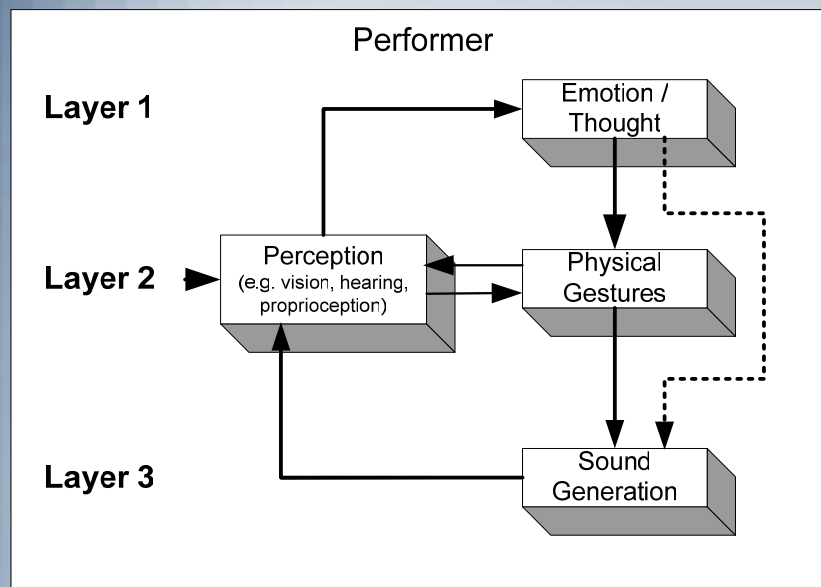 Performer
Layer 1
Emotion /
Thought
Layer 2
Perception
(e.g. vision, hearing,
proprioception)
Physical
Gestures
Layer 3
Sound
Generation